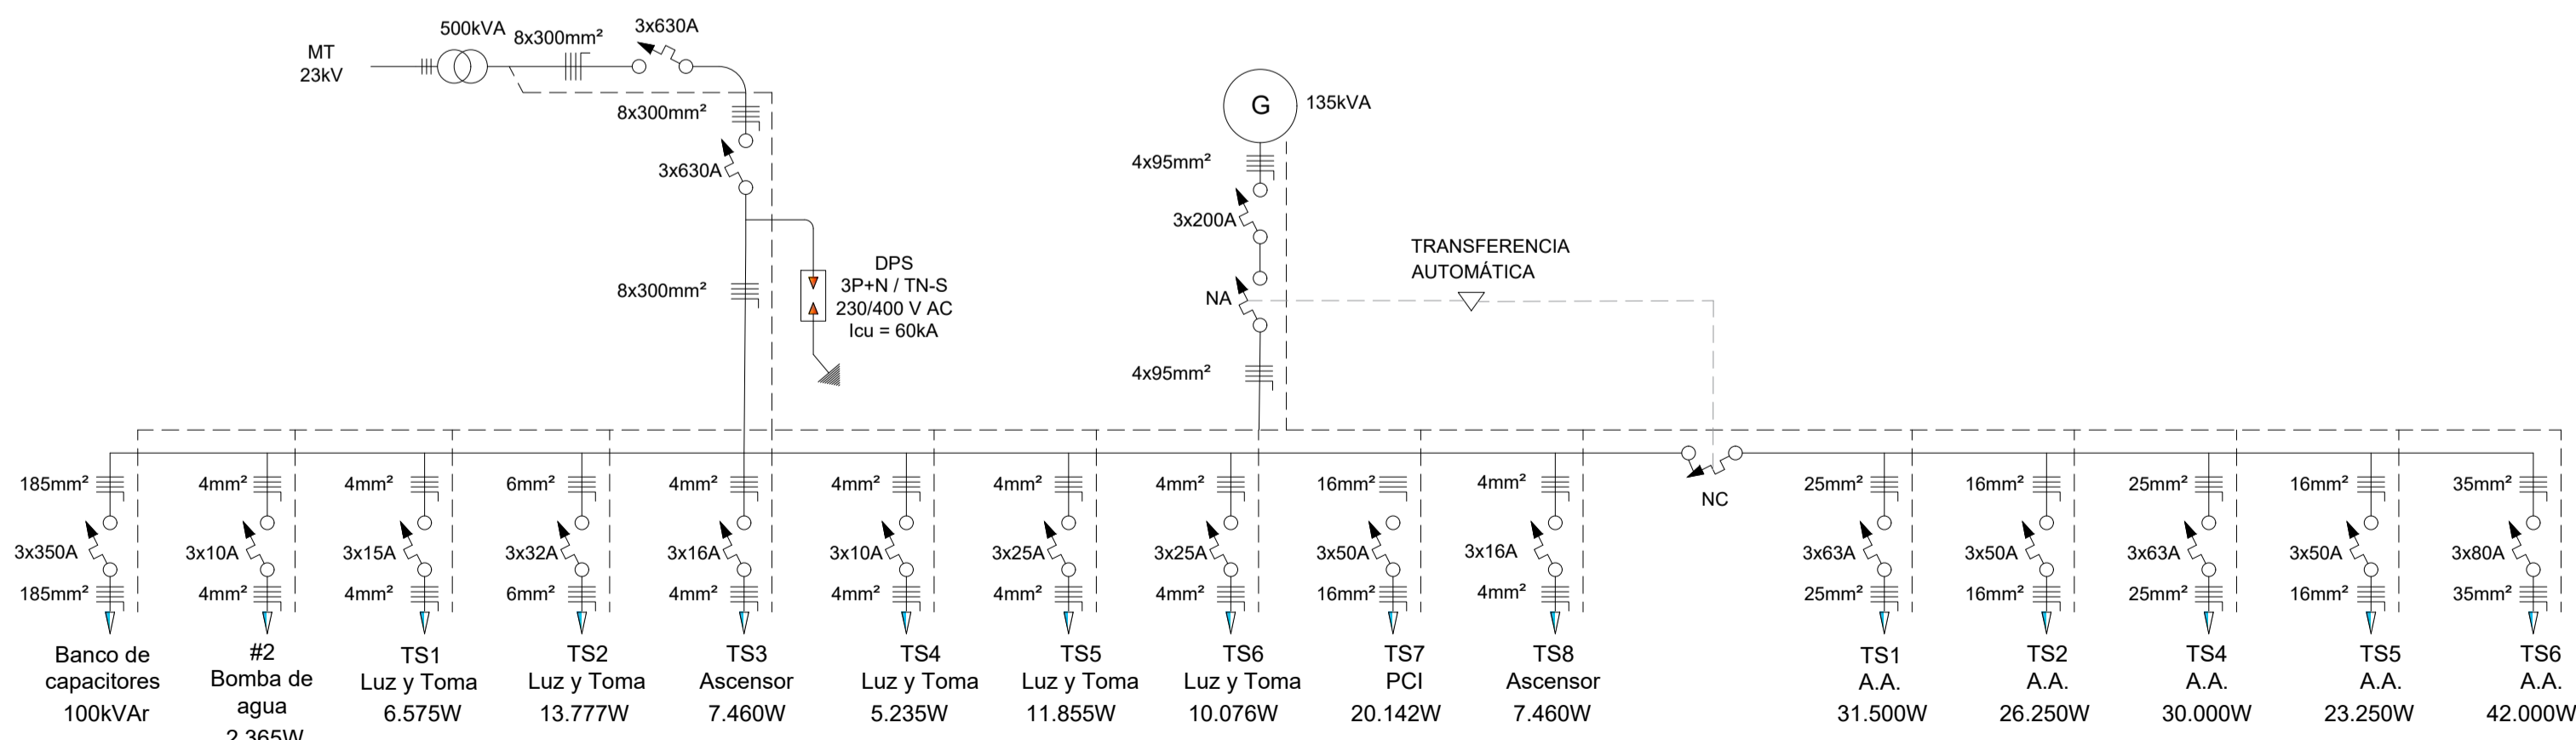 MT
23kV
500kVA
8x300mm²
3x630A
8x300mm²
3x630A
8x300mm²
DPS
3P+N / TN-S
230/400 V AC
Icu = 60kA
G
135kVA
4x95mm²
3x200A
NA
4x95mm²
TRANSFERENCIA
AUTOMÁTICA
NC
185mm²
3x350A
185mm²
Banco de
capacitores
100kVAr
4mm²
3x10A
4mm²
#2
Bomba de
agua
2.365W
4mm²
3x15A
4mm²
TS1
Luz y Toma
6.575W
6mm²
3x32A
6mm²
TS2
Luz y Toma
13.777W
4mm²
3x16A
4mm²
TS3
Ascensor
7.460W
4mm²
3x10A
4mm²
TS4
Luz y Toma
5.235W
4mm²
3x25A
4mm²
TS5
Luz y Toma
11.855W
4mm²
3x25A
4mm²
TS6
Luz y Toma
10.076W
16mm²
3x50A
16mm²
TS7
PCI
20.142W
4mm²
3x16A
4mm²
TS8
Ascensor
7.460W
25mm²
3x63A
25mm²
TS1
A.A.
31.500W
16mm²
3x50A
16mm²
TS2
A.A.
26.250W
25mm²
3x63A
25mm²
TS4
A.A.
30.000W
16mm²
3x50A
16mm²
TS5
A.A.
23.250W
35mm²
3x80A
35mm²
TS6
A.A.
42.000W